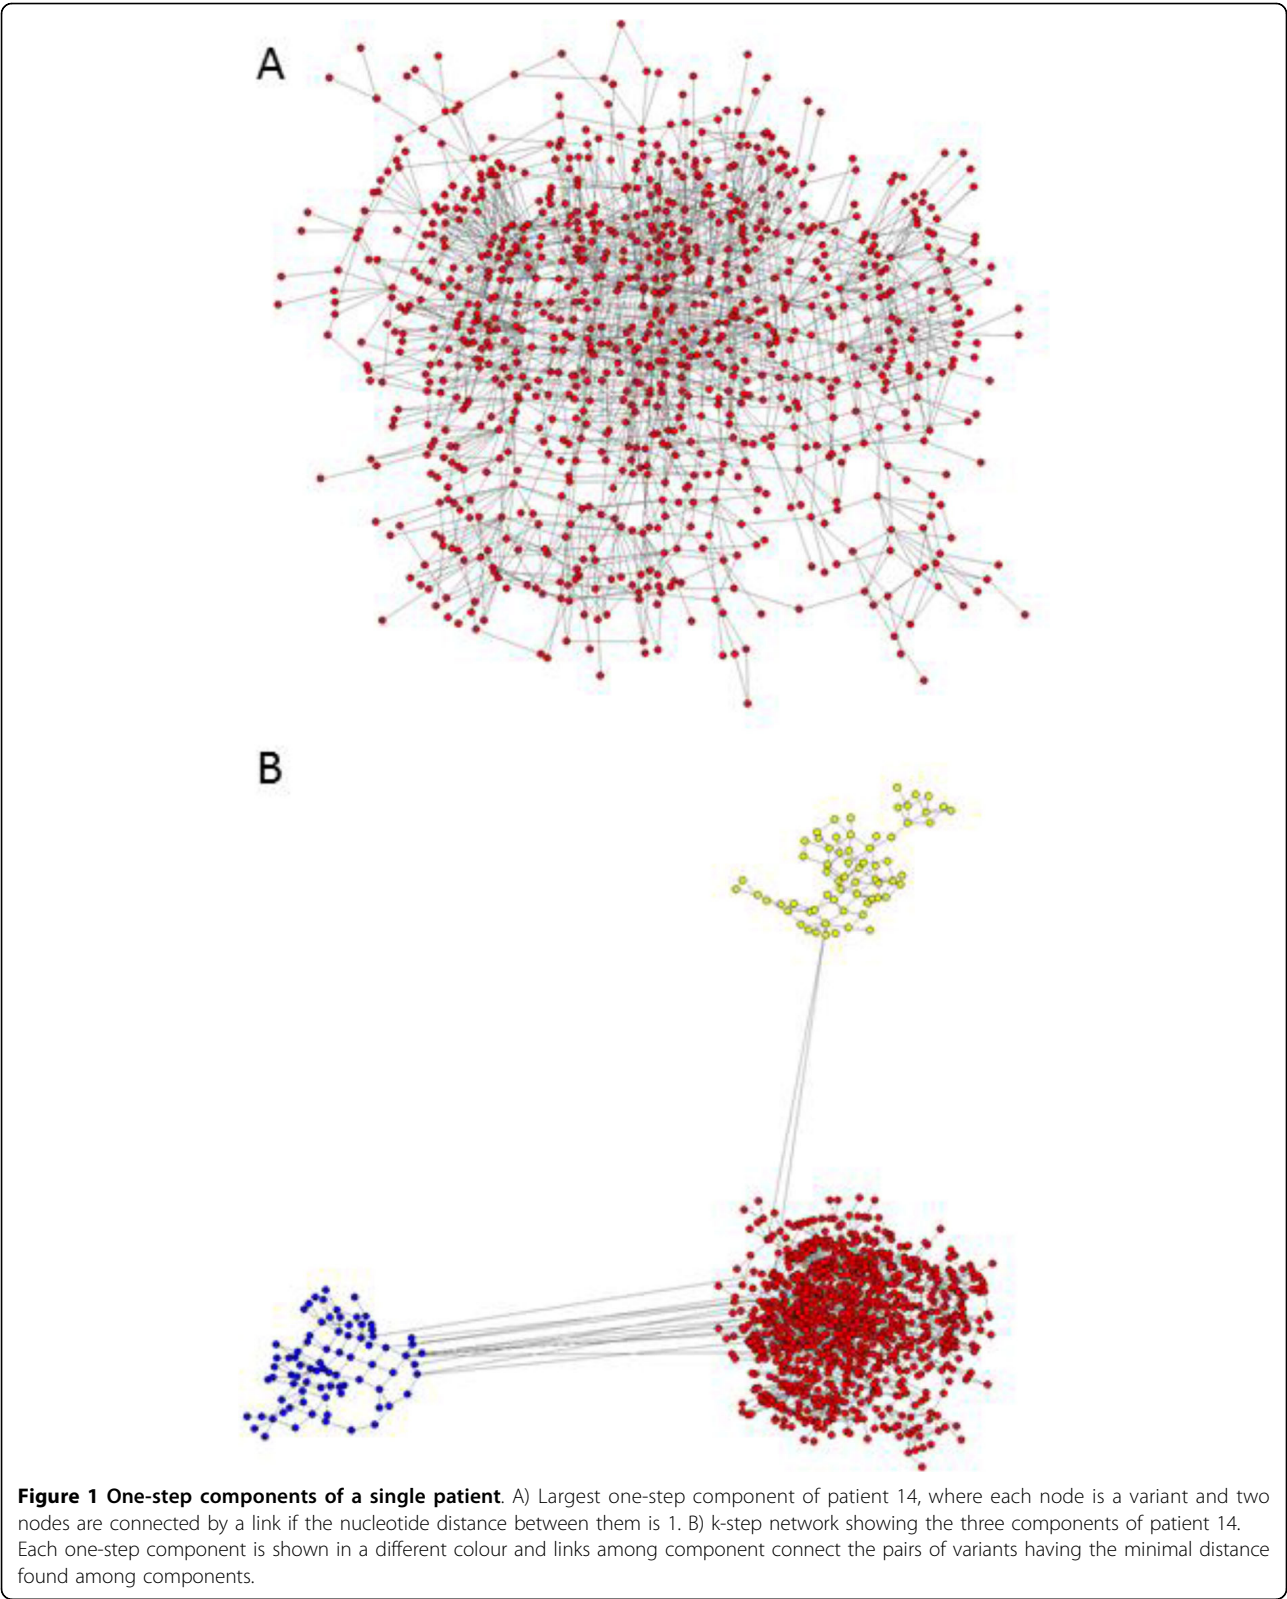 A
B
Figure 1 One-step components of a single patient. A) Largest one-step component of patient 14, where each node is a variant and two
nodes are connected by a link if the nucleotide distance between them is 1. B) k-step network showing the three components of patient 14.
Each one-step component is shown in a different colour and links among component connect the pairs of variants having the minimal distance
found among components.